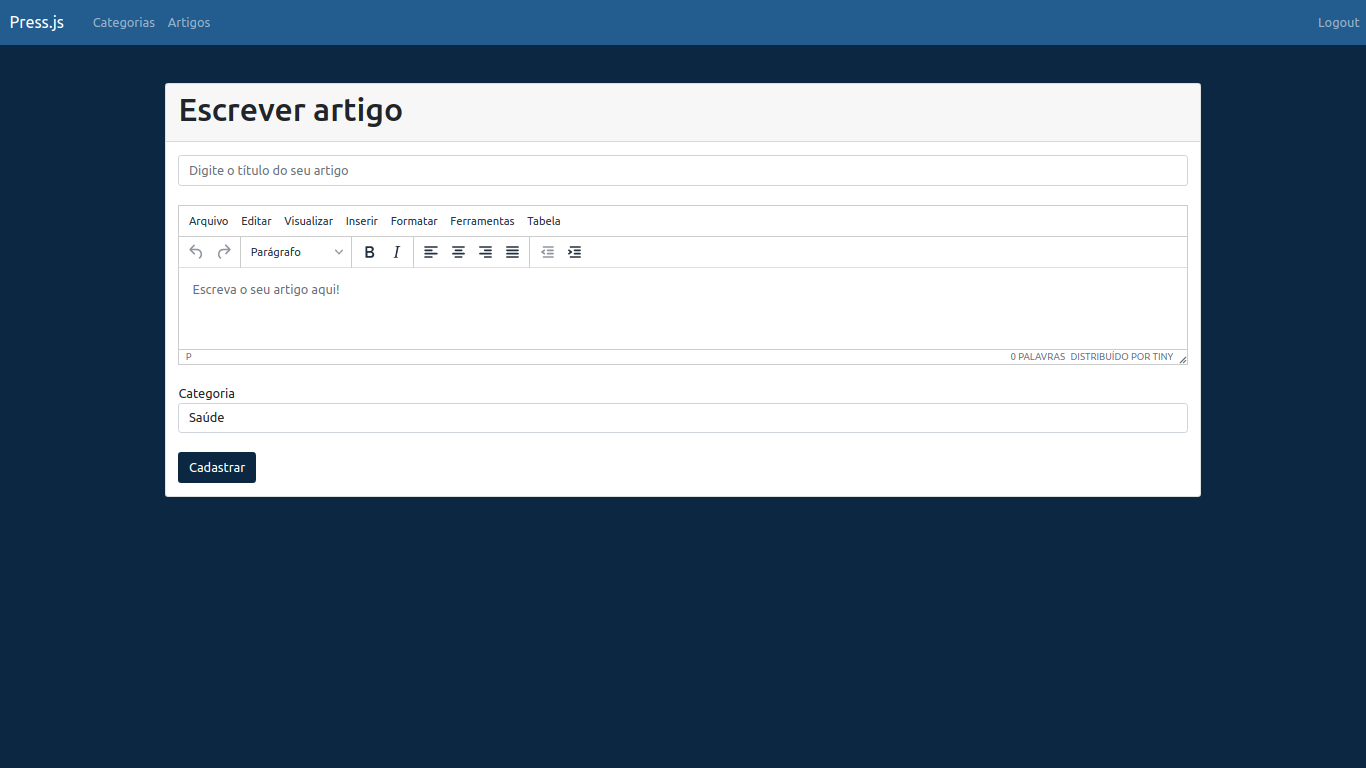 Press.js Categorias Artigos Logout
Escrever artigo
Digite o título do seu artigo
Arquivo Editar Visualizar Inserir Formatar Ferramentas Tabela
Parágrafo B I
Escreva o seu artigo aqui!
P 0 PALAVRAS DISTRIBUÍDO POR TINY
Categoria
Saúde
Cadastrar